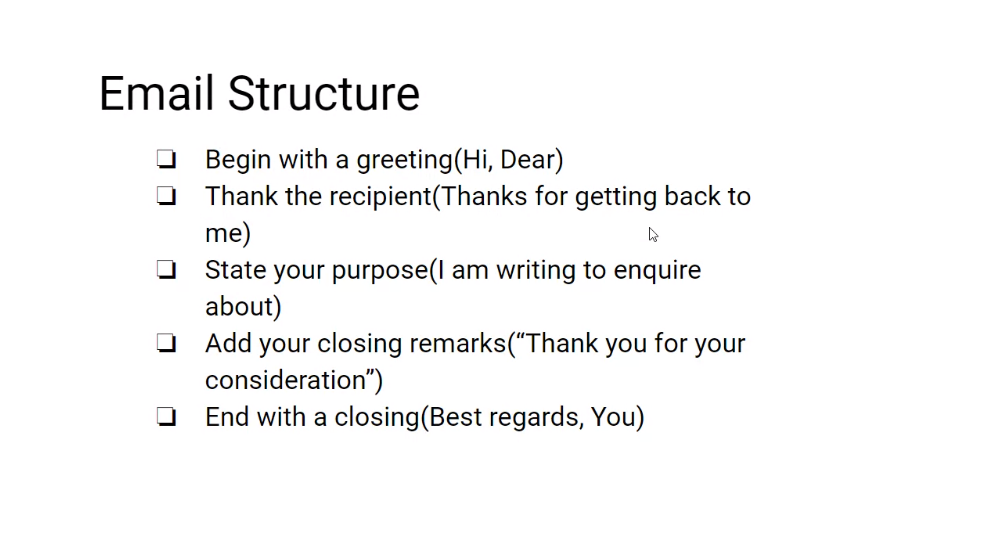 Email Structure
❏ Begin with a greeting(Hi, Dear)
❏ Thank the recipient(Thanks for getting back to
me)
❏ State your purpose(I am writing to enquire
about)
❏ Add your closing remarks(“Thank you for your
consideration”)
❏ End with a closing(Best regards, You)